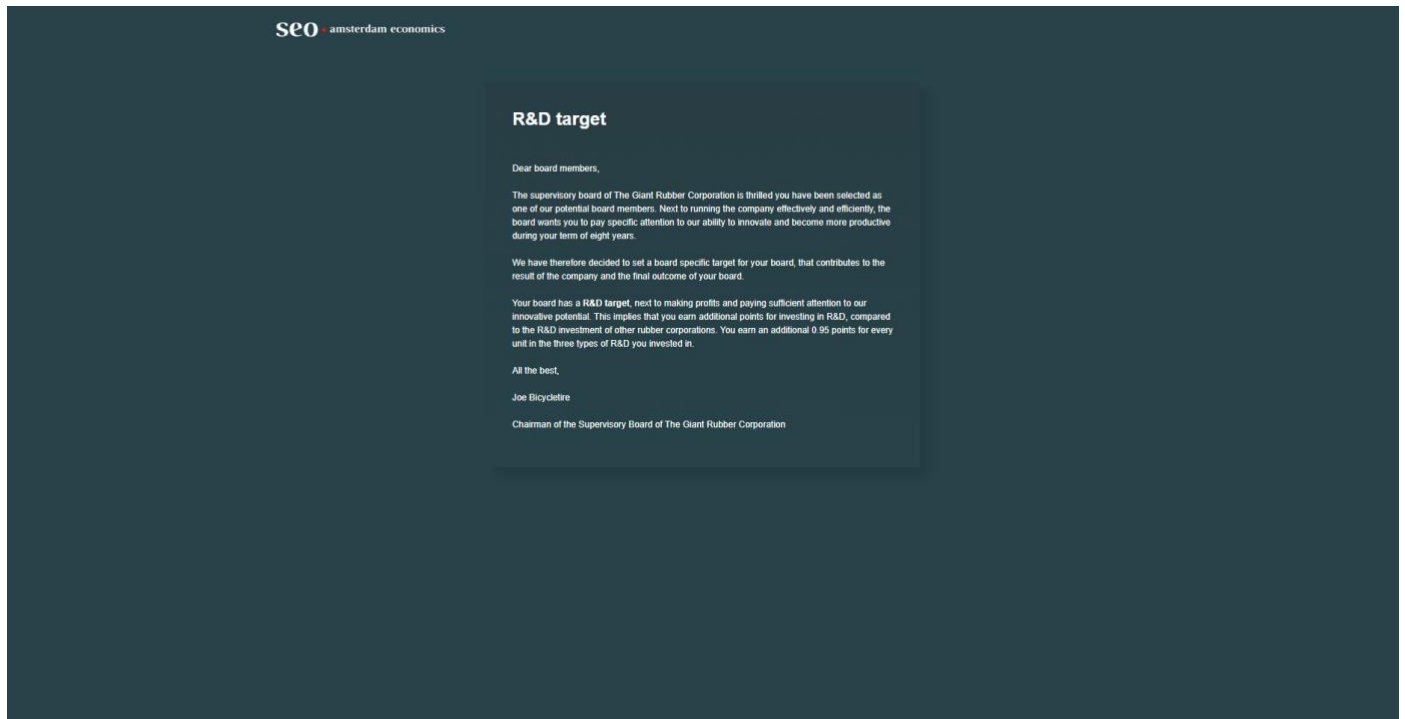 seo • amsterdam economics
R&D target
Dear board members,
The supervisory board of The Giant Rubber Corporation is thrilled you have been selected as
one of our potential board members. Next to running the company effectively and efficiently, the
board wants you to pay specific attention to our ability to innovate and become more productive
during your term of eight years.
We have therefore decided to set a board specific target for your board, that contributes to the
result of the company and the final outcome of your board.
Your board has a R&D target, next to making profits and paying sufficient attention to our
innovative potential. This implies that you earn additional points for investing in R&D, compared
to the R&D investment of other rubber corporations. You earn an additional 0.95 points for every
unit in the three types of R&D you invested in.
All the best,
Joe Bicycletire
Chairman of the Supervisory Board of The Giant Rubber Corporation